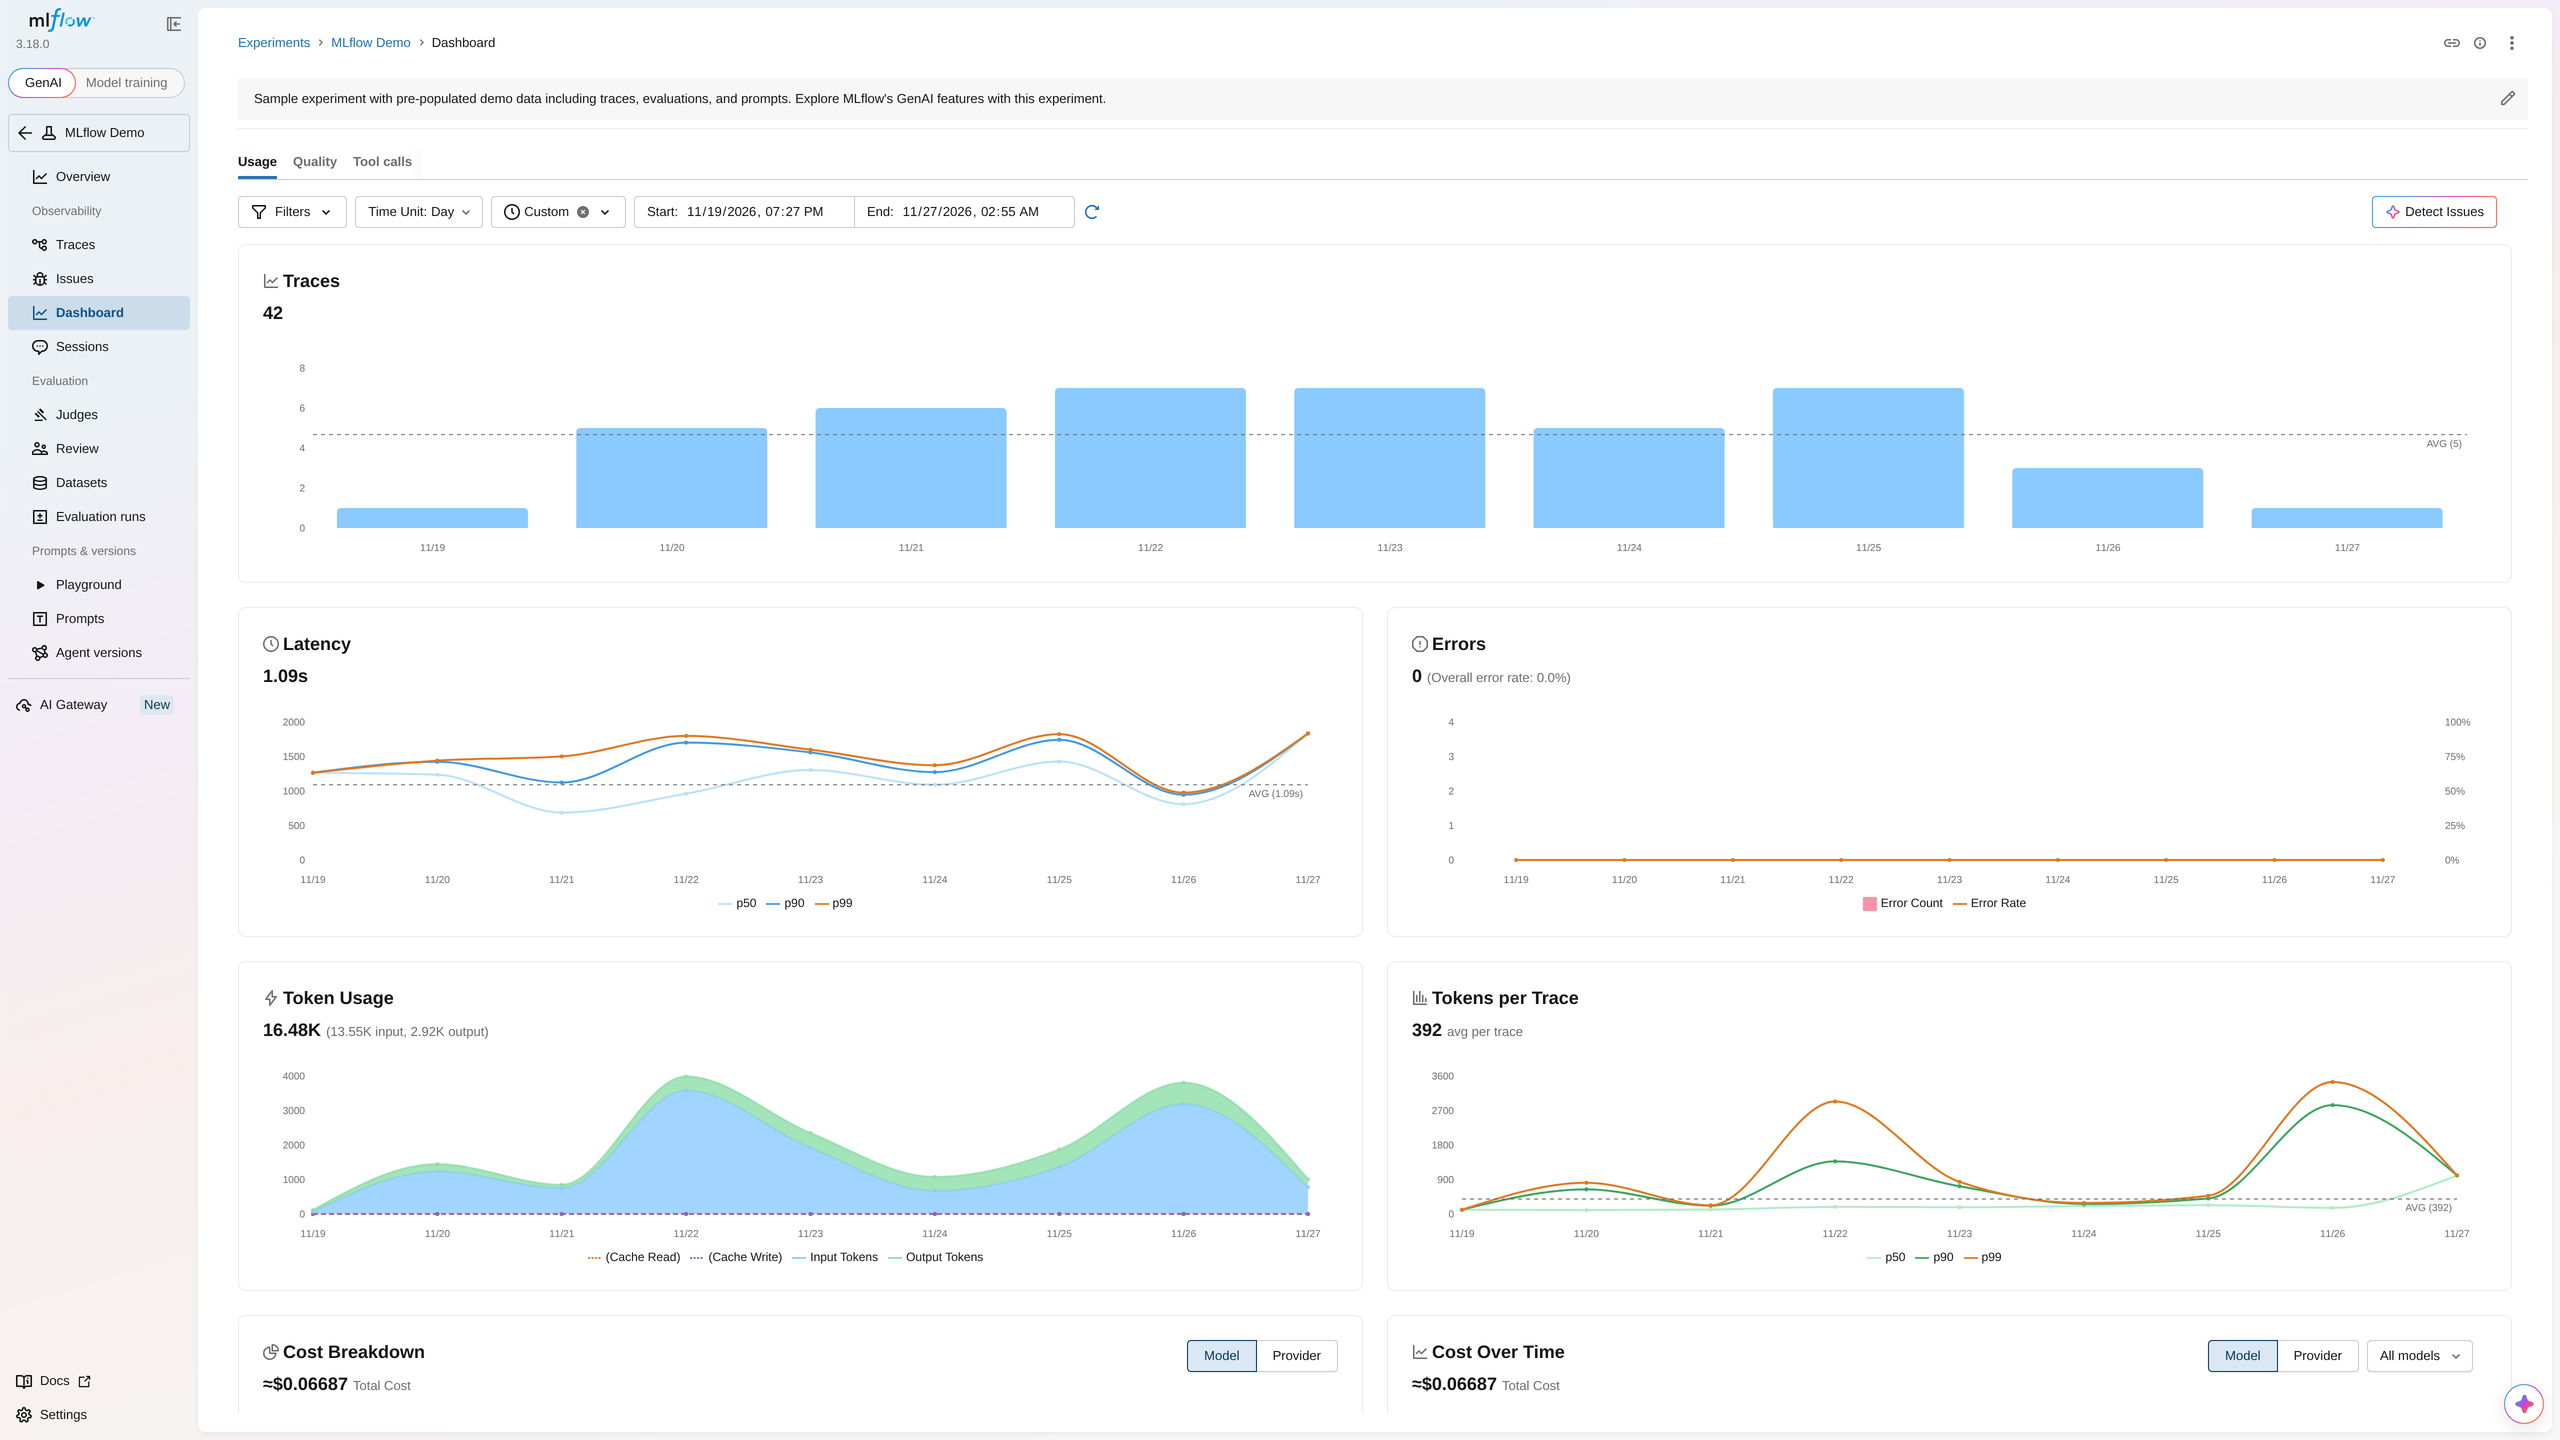 mlflow
3.18.0
GenAI Model training
MLflow Demo
Overview
Observability
Traces
Issues
Dashboard
Sessions
Evaluation
Judges
Review
Datasets
Evaluation runs
Prompts & versions
Playground
Prompts
Agent versions
AI Gateway New
Docs
Settings
Experiments > MLflow Demo > Dashboard
Sample experiment with pre-populated demo data including traces, evaluations, and prompts. Explore MLflow's GenAI features with this experiment.
Usage Quality Tool calls
Filters Time Unit: Day Custom Start: 11/19/2026, 07:27 PM End: 11/27/2026, 02:55 AM Detect Issues
Traces
42
8
6
4
2
0
AVG (5)
11/19 11/20 11/21 11/22 11/23 11/24 11/25 11/26 11/27
Latency
1.09s
2000
1500
1000
500
0
AVG (1.09s)
11/19 11/20 11/21 11/22 11/23 11/24 11/25 11/26 11/27
p50 p90 p99
Errors
0 (Overall error rate: 0.0%)
4 100%
3 75%
2 50%
1 25%
0 0%
11/19 11/20 11/21 11/22 11/23 11/24 11/25 11/26 11/27
Error Count Error Rate
Token Usage
16.48K (13.55K input, 2.92K output)
4000
3000
2000
1000
0
11/19 11/20 11/21 11/22 11/23 11/24 11/25 11/26 11/27
(Cache Read) (Cache Write) Input Tokens Output Tokens
Tokens per Trace
392 avg per trace
3600
2700
1800
900
0
AVG (392)
11/19 11/20 11/21 11/22 11/23 11/24 11/25 11/26 11/27
p50 p90 p99
Cost Breakdown Model Provider
≈$0.06687 Total Cost
Cost Over Time Model Provider All models
≈$0.06687 Total Cost